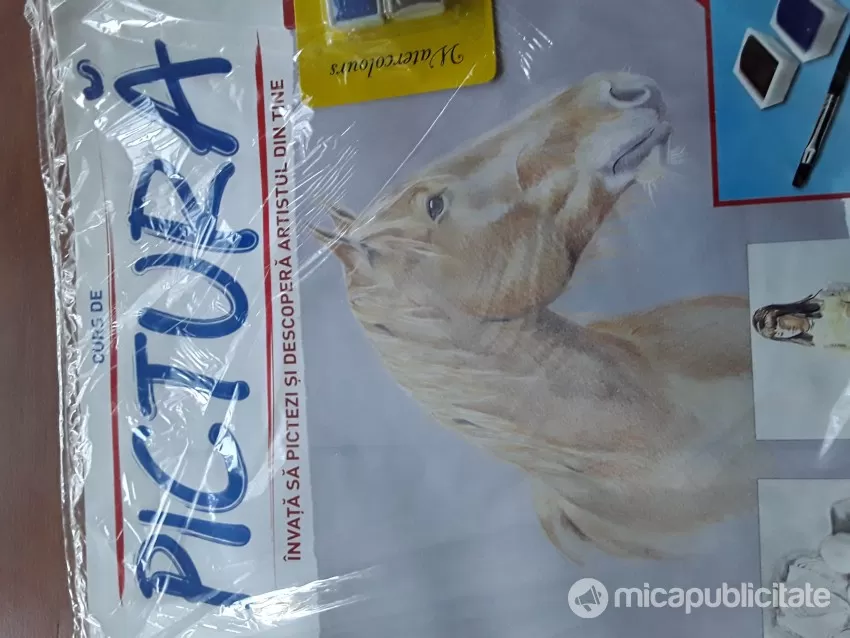 CURS DE
PICTURĂ
ÎNVAȚĂ SĂ PICTEZI ȘI DESCOPERĂ ARTISTUL DIN TINE
Watercolours
micapublicitate